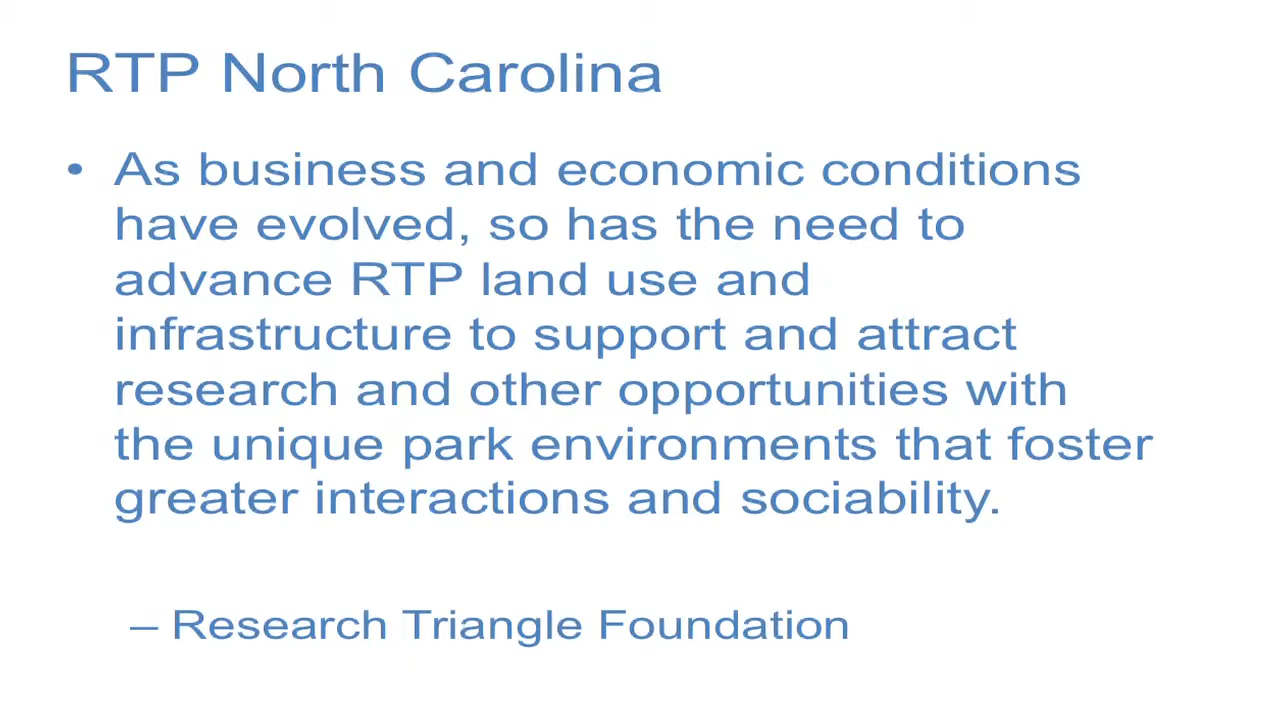 RTP North Carolina
• As business and economic conditions
have evolved, so has the need to
advance RTP land use and
infrastructure to support and attract
research and other opportunities with
the unique park environments that foster
greater interactions and sociability.
– Research Triangle Foundation